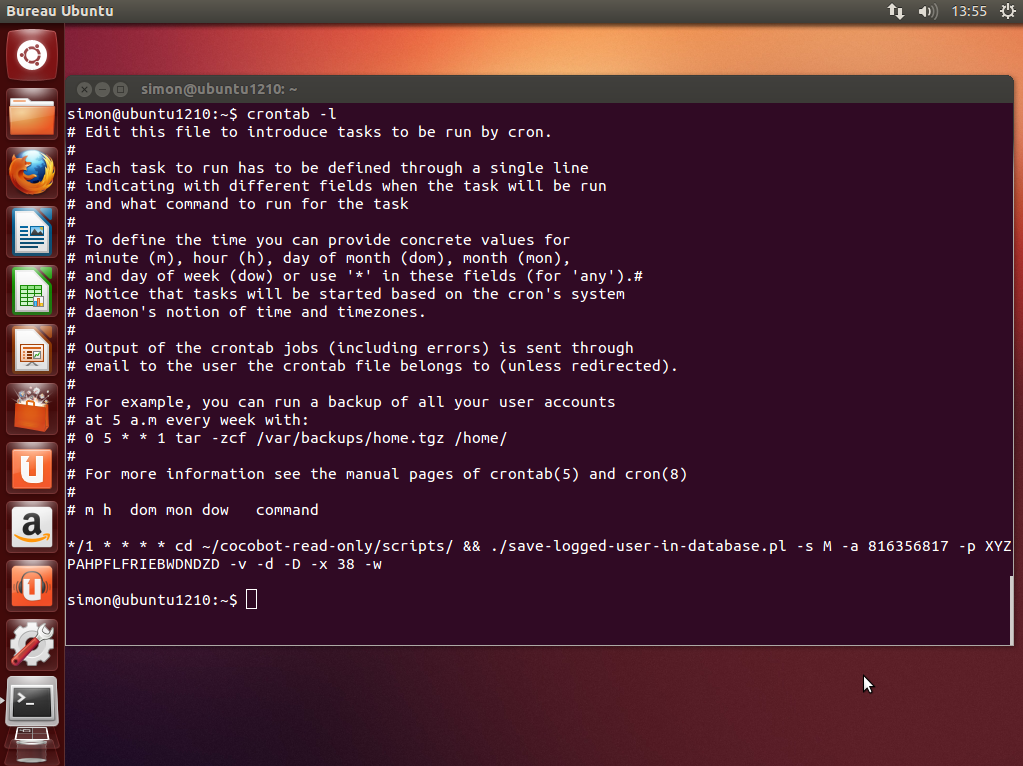 Bureau Ubuntu
13:55
simon@ubuntu1210: ~
simon@ubuntu1210:~$ crontab -l
# Edit this file to introduce tasks to be run by cron.
#
# Each task to run has to be defined through a single line
# indicating with different fields when the task will be run
# and what command to run for the task
#
# To define the time you can provide concrete values for
# minute (m), hour (h), day of month (dom), month (mon),
# and day of week (dow) or use '*' in these fields (for 'any').#
# Notice that tasks will be started based on the cron's system
# daemon's notion of time and timezones.
#
# Output of the crontab jobs (including errors) is sent through
# email to the user the crontab file belongs to (unless redirected).
#
# For example, you can run a backup of all your user accounts
# at 5 a.m every week with:
# 0 5 * * 1 tar -zcf /var/backups/home.tgz /home/
#
# For more information see the manual pages of crontab(5) and cron(8)
#
# m h  dom mon dow   command
*/1 * * * * cd ~/cocobot-read-only/scripts/ && ./save-logged-user-in-database.pl -s M -a 816356817 -p XYZ
PAHPFLFRIEBWDNDZD -v -d -D -x 38 -w
simon@ubuntu1210:~$